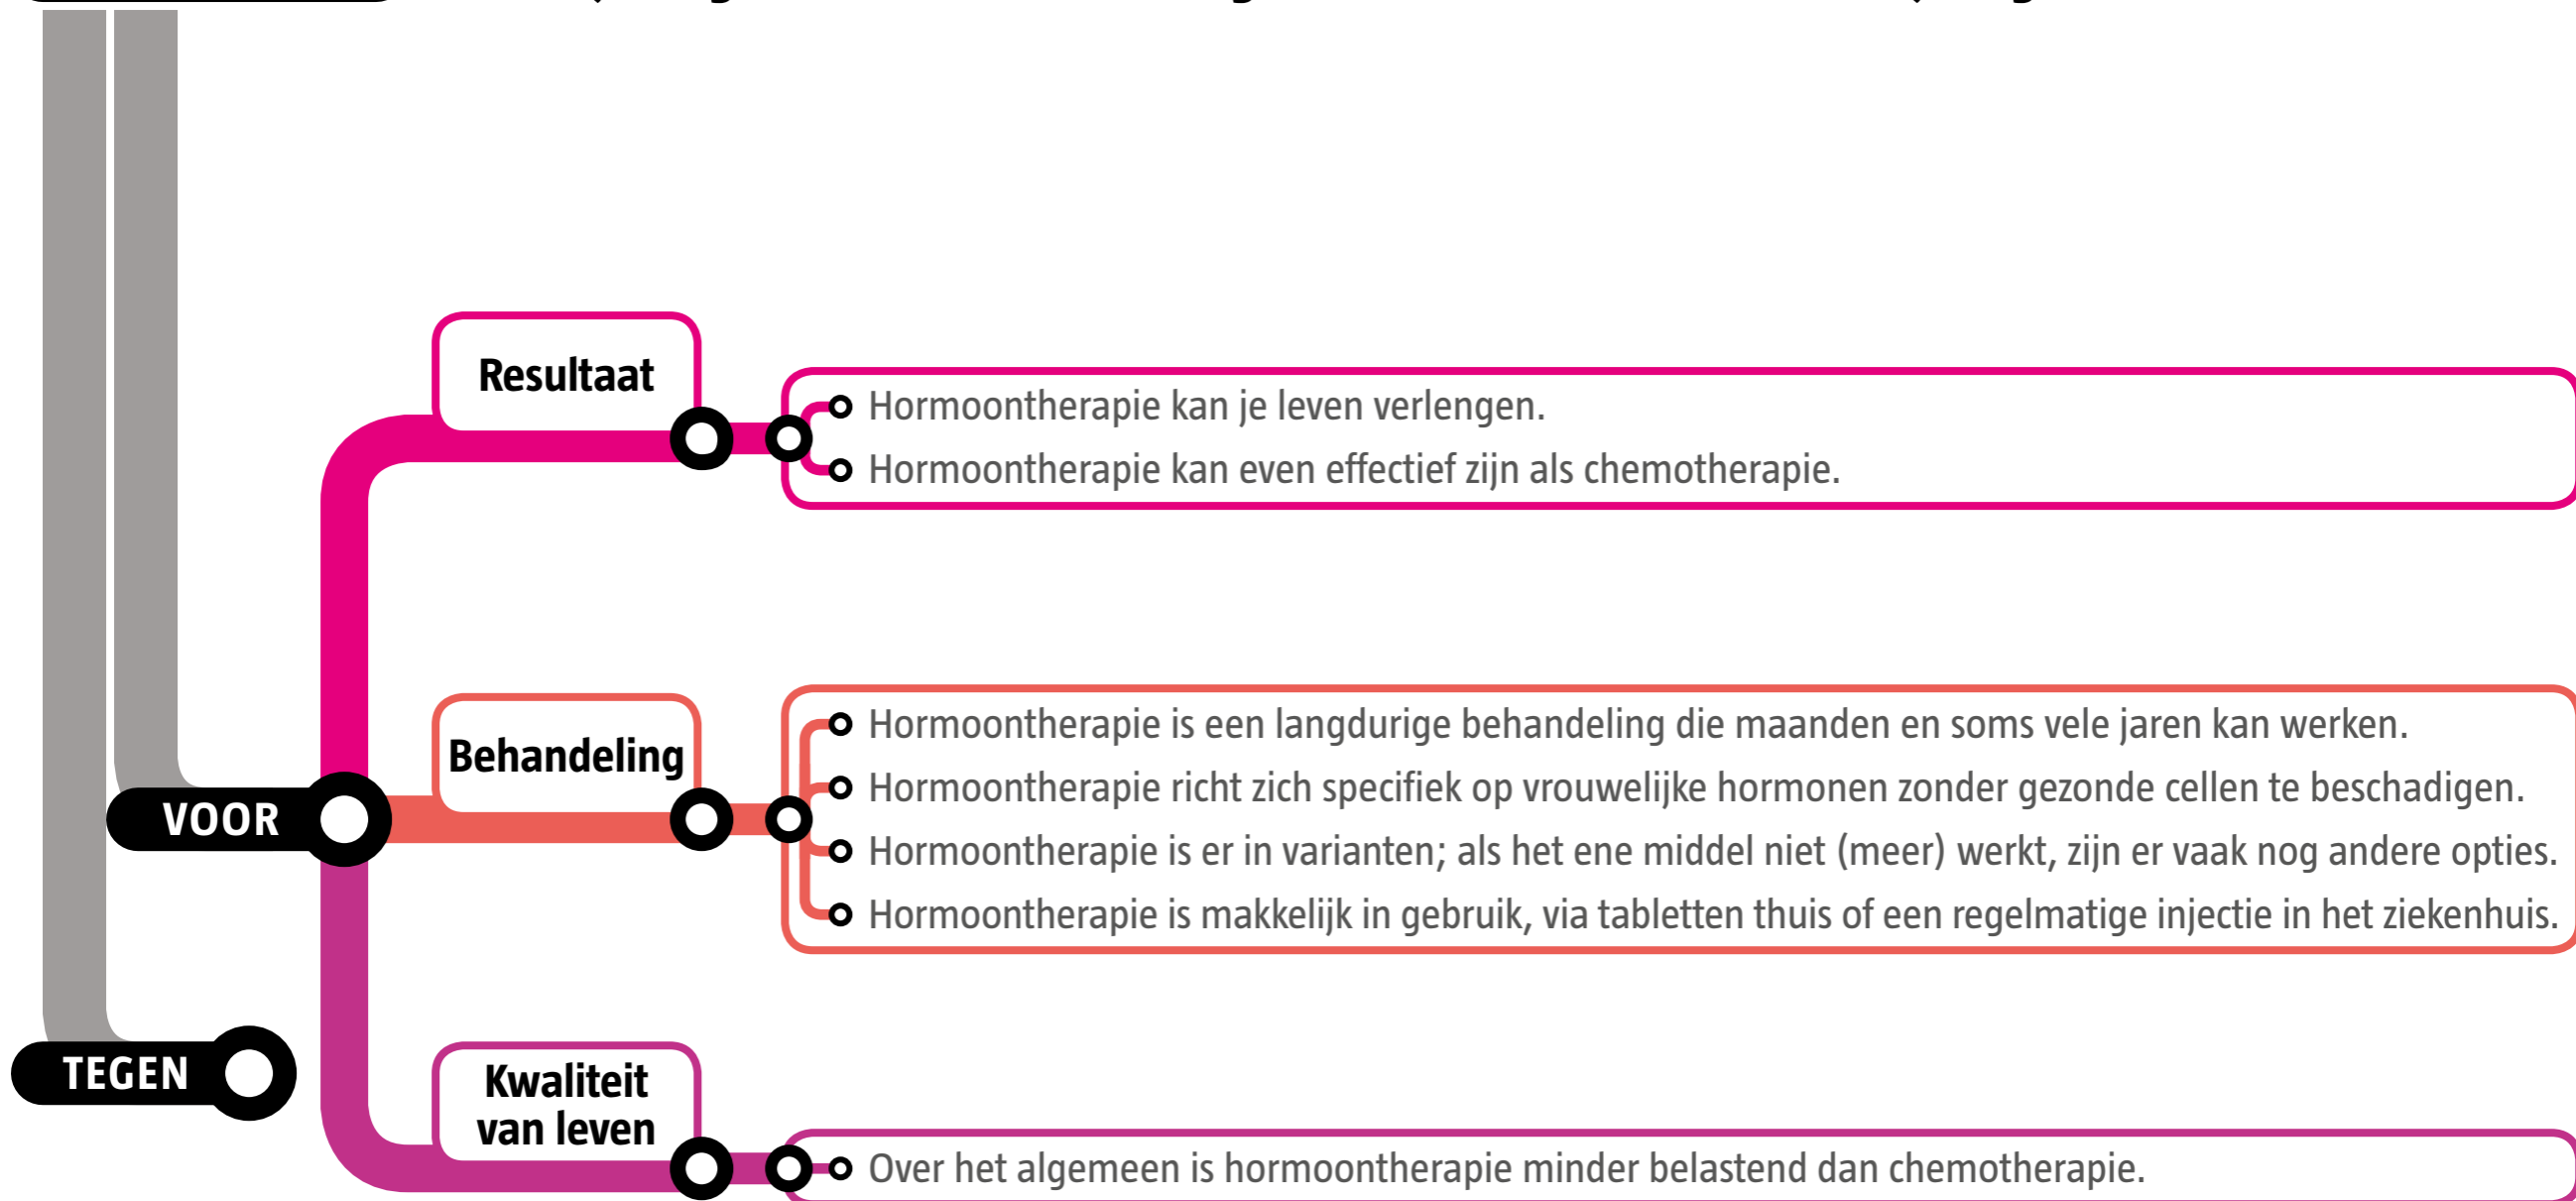 Resultaat
Hormoontherapie kan je leven verlengen.
Hormoontherapie kan even effectief zijn als chemotherapie.
VOOR
Behandeling
Hormoontherapie is een langdurige behandeling die maanden en soms vele jaren kan werken.
Hormoontherapie richt zich specifiek op vrouwelijke hormonen zonder gezonde cellen te beschadigen.
Hormoontherapie is er in varianten; als het ene middel niet (meer) werkt, zijn er vaak nog andere opties.
Hormoontherapie is makkelijk in gebruik, via tabletten thuis of een regelmatige injectie in het ziekenhuis.
TEGEN
Kwaliteit
van leven
Over het algemeen is hormoontherapie minder belastend dan chemotherapie.